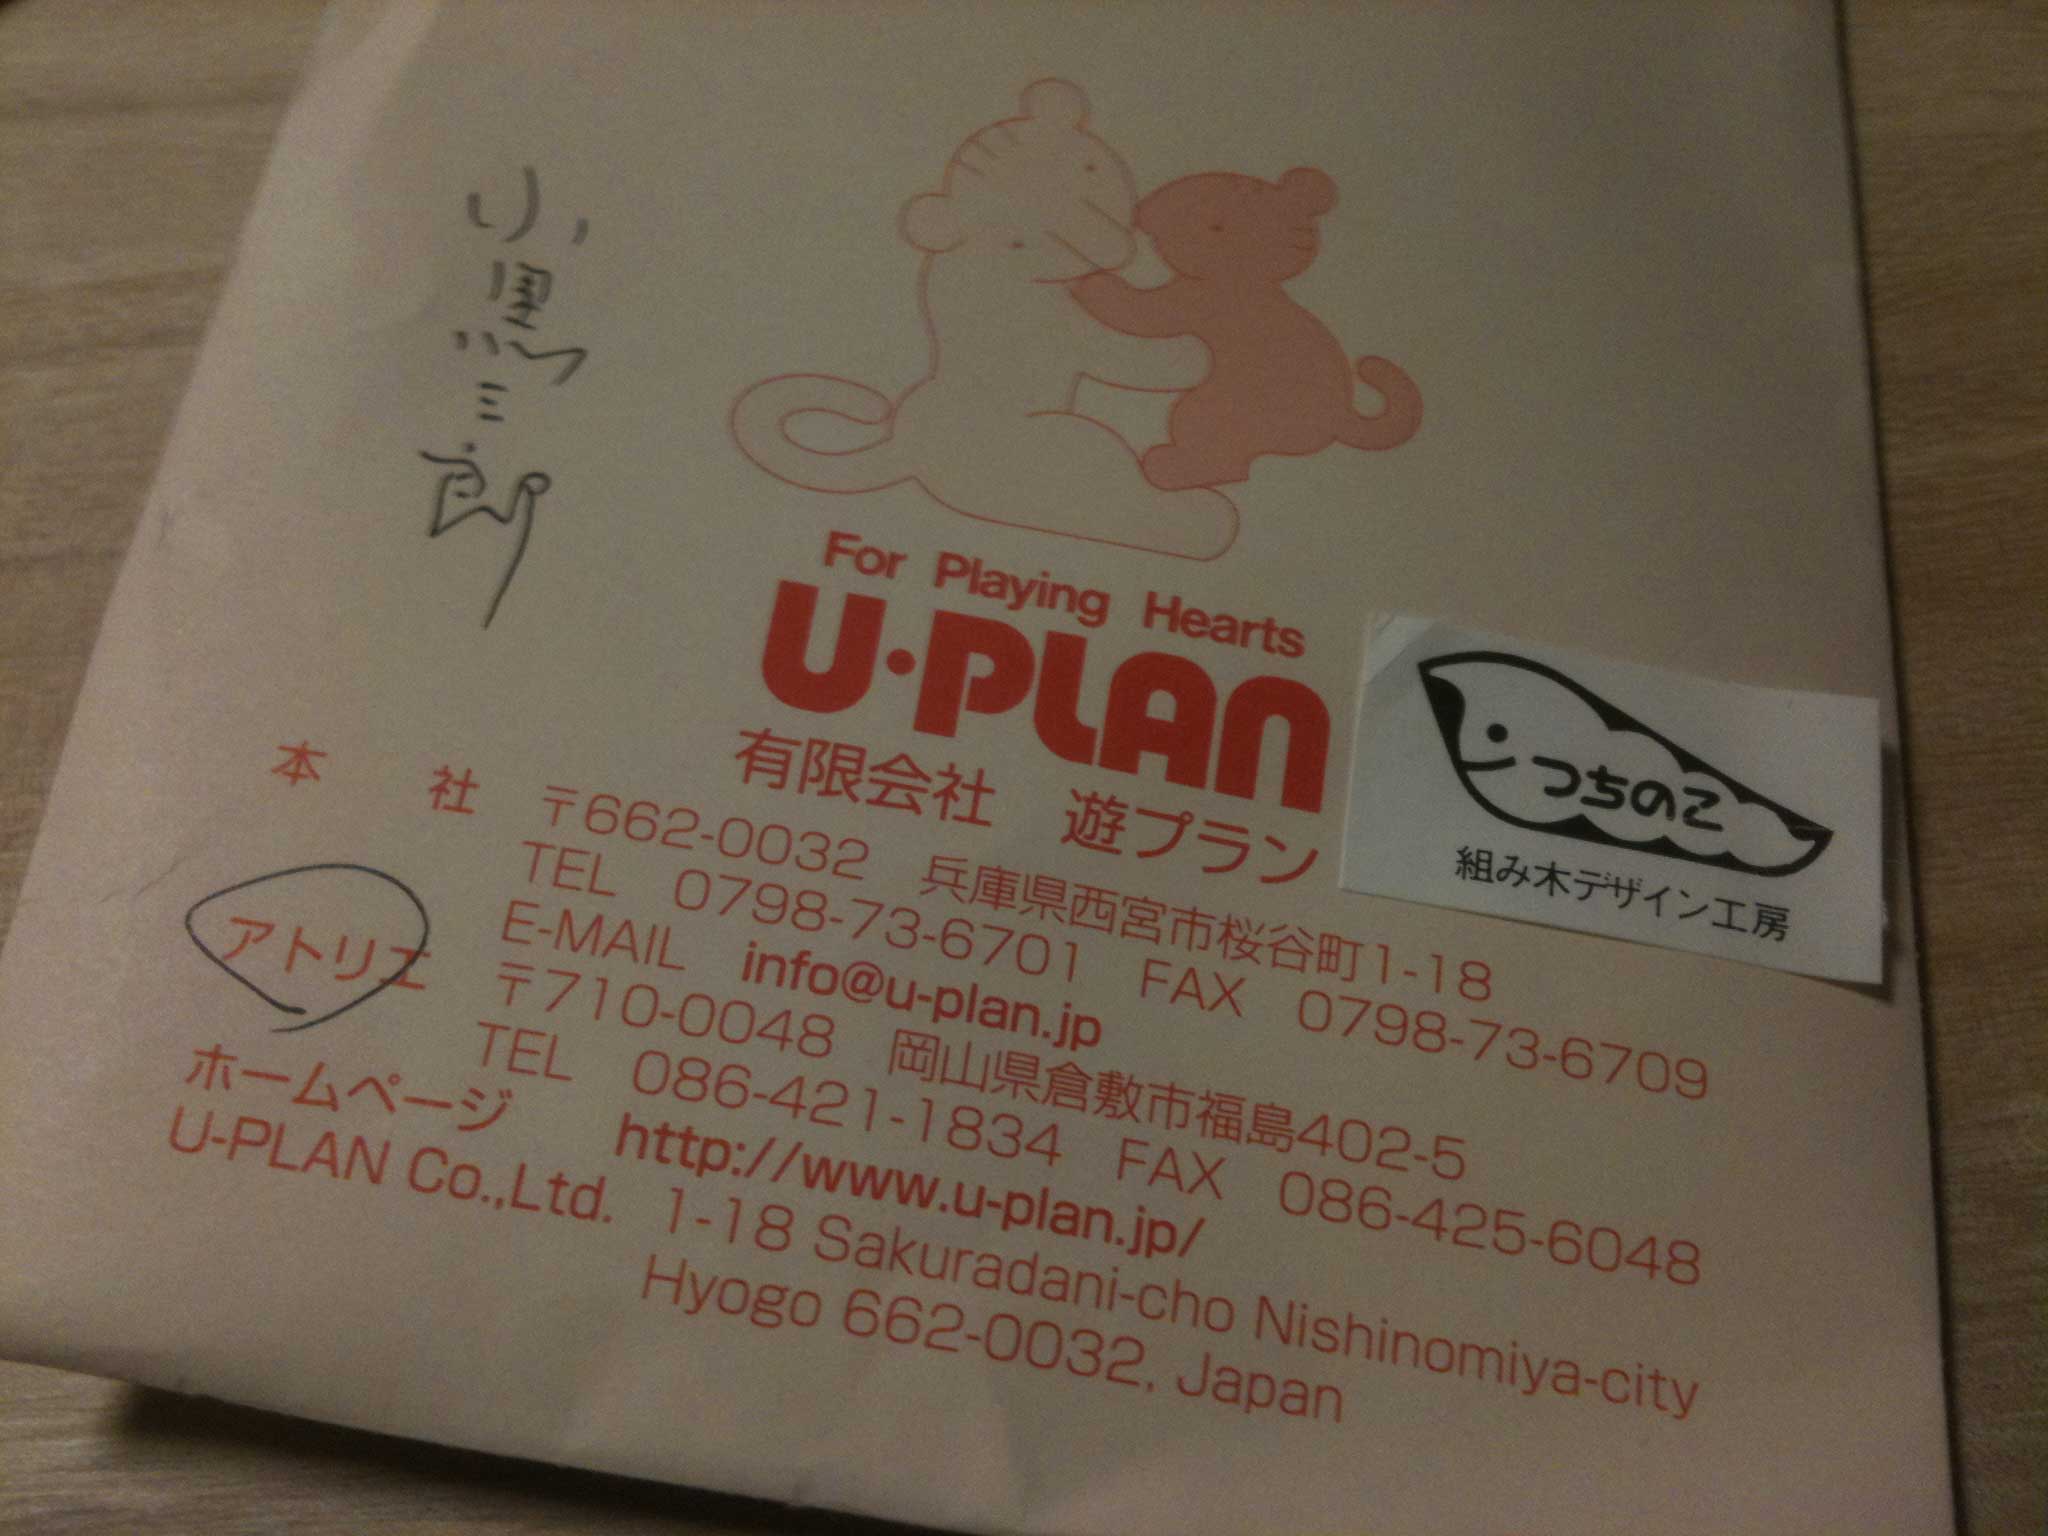 小黒三郎
For Playing Hearts
U·PLAN
有限会社 遊プラン
つちのこ
組み木デザイン工房
本 社 〒662-0032 兵庫県西宮市桜谷町1-18
TEL 0798-73-6701 FAX 0798-73-6709
E-MAIL info@u-plan.jp
アトリエ 〒710-0048 岡山県倉敷市福島402-5
TEL 086-421-1834 FAX 086-425-6048
ホームページ http://www.u-plan.jp/
U-PLAN Co.,Ltd. 1-18 Sakuradani-cho Nishinomiya-city
Hyogo 662-0032, Japan